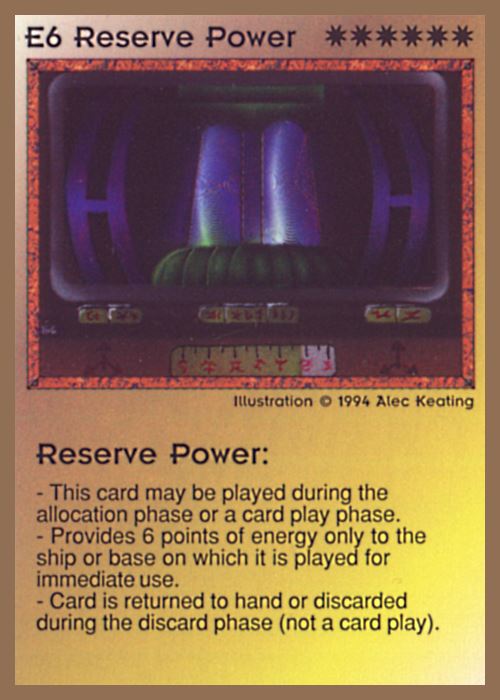 E6 Reserve Power
Illustration © 1994 Alec Keating
Reserve Power:
- This card may be played during the
allocation phase or a card play phase.
- Provides 6 points of energy only to the
ship or base on which it is played for
immediate use.
- Card is returned to hand or discarded
during the discard phase (not a card play).